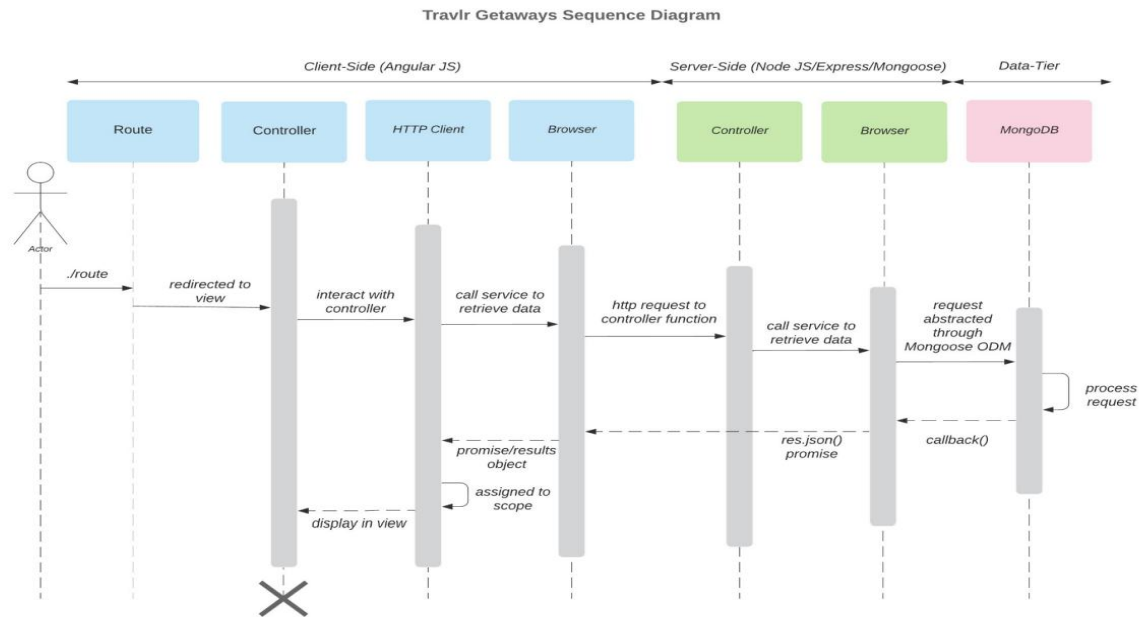 Travlr Getaways Sequence Diagram
Client-Side (Angular JS)
Server-Side (Node JS/Express/Mongoose)
Data-Tier
Route
Controller
HTTP Client
Browser
Controller
Browser
MongoDB
Actor
./route
redirected to
view
interact with
controller
call service to
retrieve data
http request to
controller function
call service to
retrieve data
request
abstracted
through
Mongoose ODM
process
request
callback()
res.json()
promise
promise/results
object
assigned to
scope
display in view